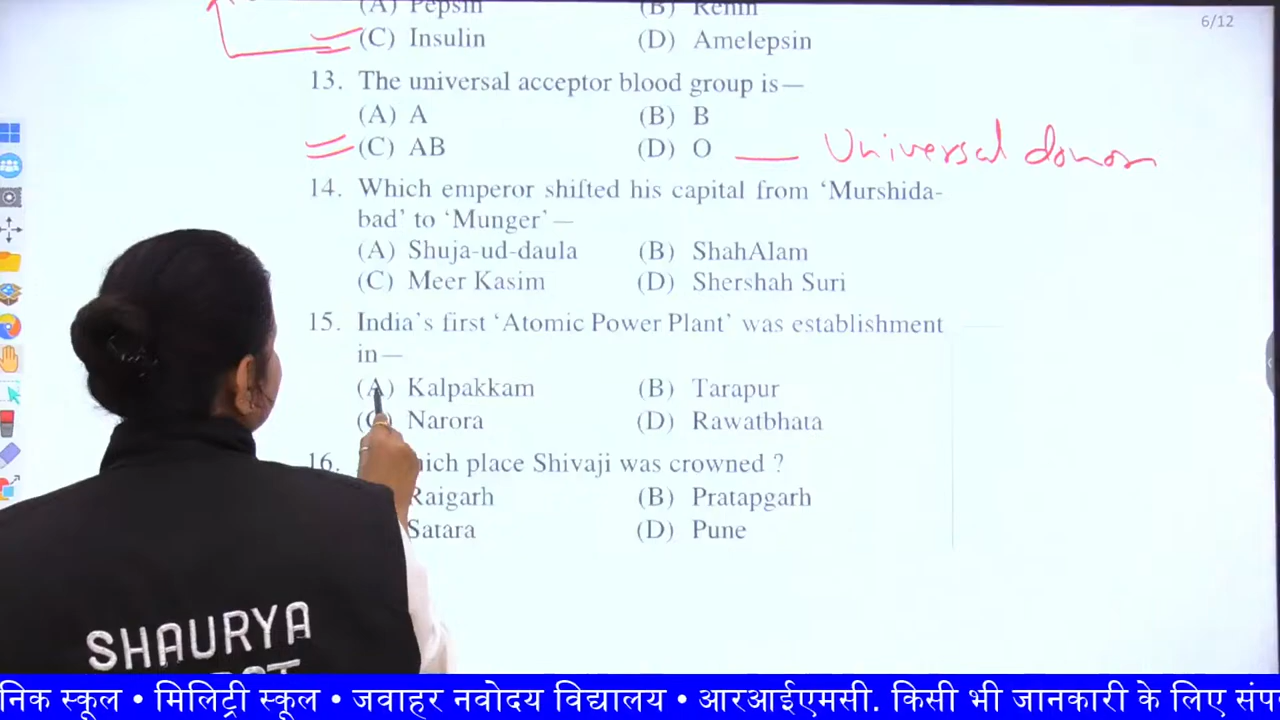 6/12
(A) Pepsin (B) Renin
(C) Insulin (D) Amelepsin
13. The universal acceptor blood group is—
(A) A (B) B
(C) AB (D) O — Universal donor
14. Which emperor shifted his capital from ‘Murshida-
bad’ to ‘Munger’—
(A) Shuja-ud-daula (B) ShahAlam
(C) Meer Kasim (D) Shershah Suri
15. India’s first ‘Atomic Power Plant’ was establishment
in—
(A) Kalpakkam (B) Tarapur
Narora (D) Rawatbhata
16. place Shivaji was crowned ?
Raigarh (B) Pratapgarh
Satara (D) Pune
SHAURYA
स्कूल • मिलिट्री स्कूल • जवाहर नवोदय विद्यालय • आरआईएमसी. किसी भी जानकारी के लिए